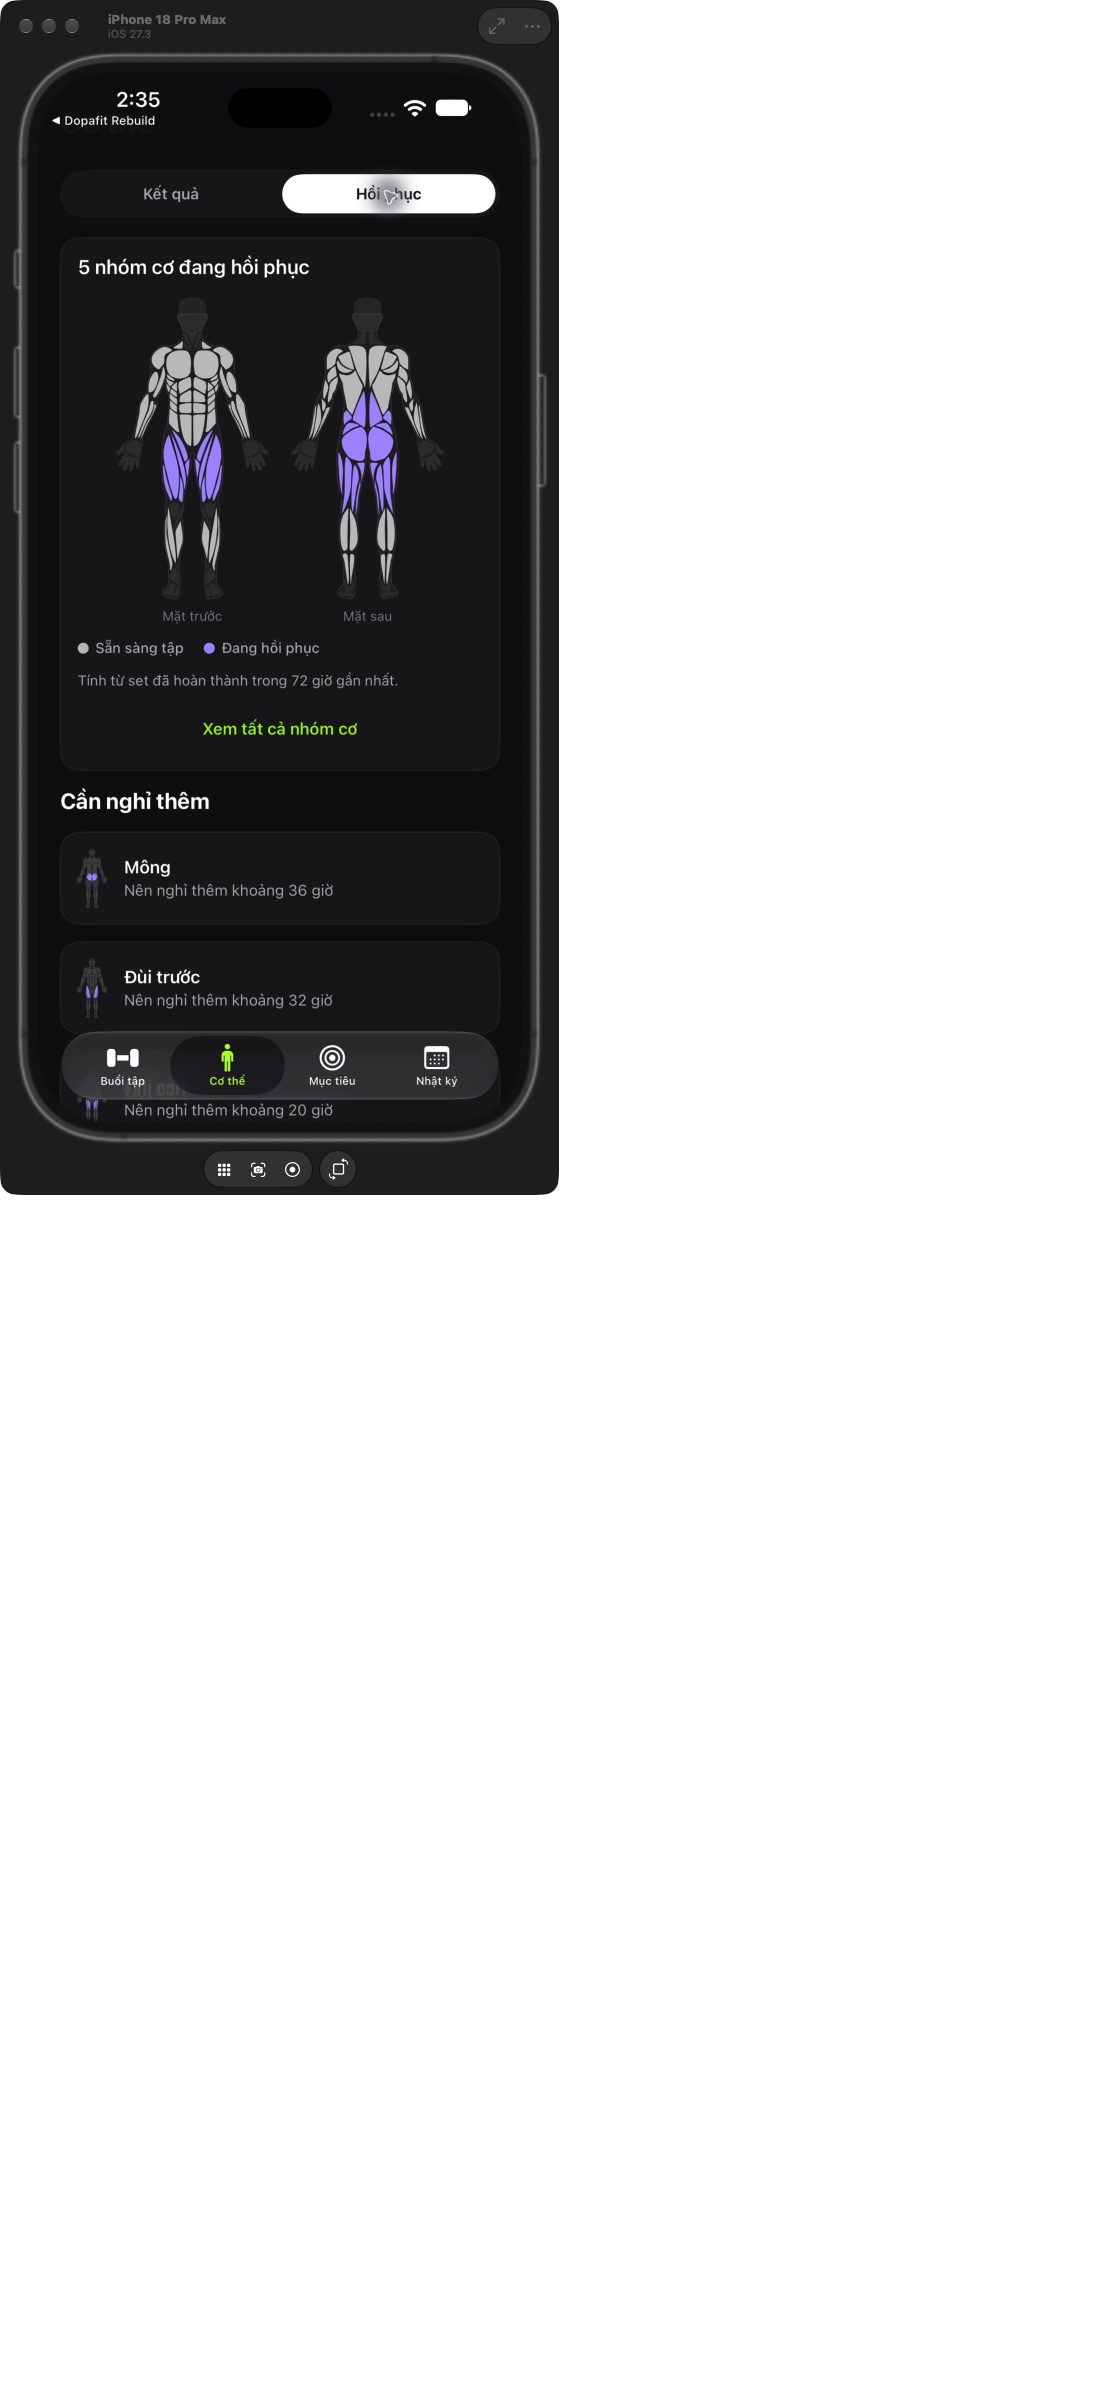 iPhone 18 Pro Max
iOS 27.3
2:35
Dopafit Rebuild
Kết quả
Hồi phục
5 nhóm cơ đang hồi phục
Mặt trước
Mặt sau
Sẵn sàng tập
Đang hồi phục
Tính từ set đã hoàn thành trong 72 giờ gần nhất.
Xem tất cả nhóm cơ
Cần nghỉ thêm
Mông
Nên nghỉ thêm khoảng 36 giờ
Đùi trước
Nên nghỉ thêm khoảng 32 giờ
Buổi tập
Cơ thể
Mục tiêu
Nhật ký
Nên nghỉ thêm khoảng 20 giờ